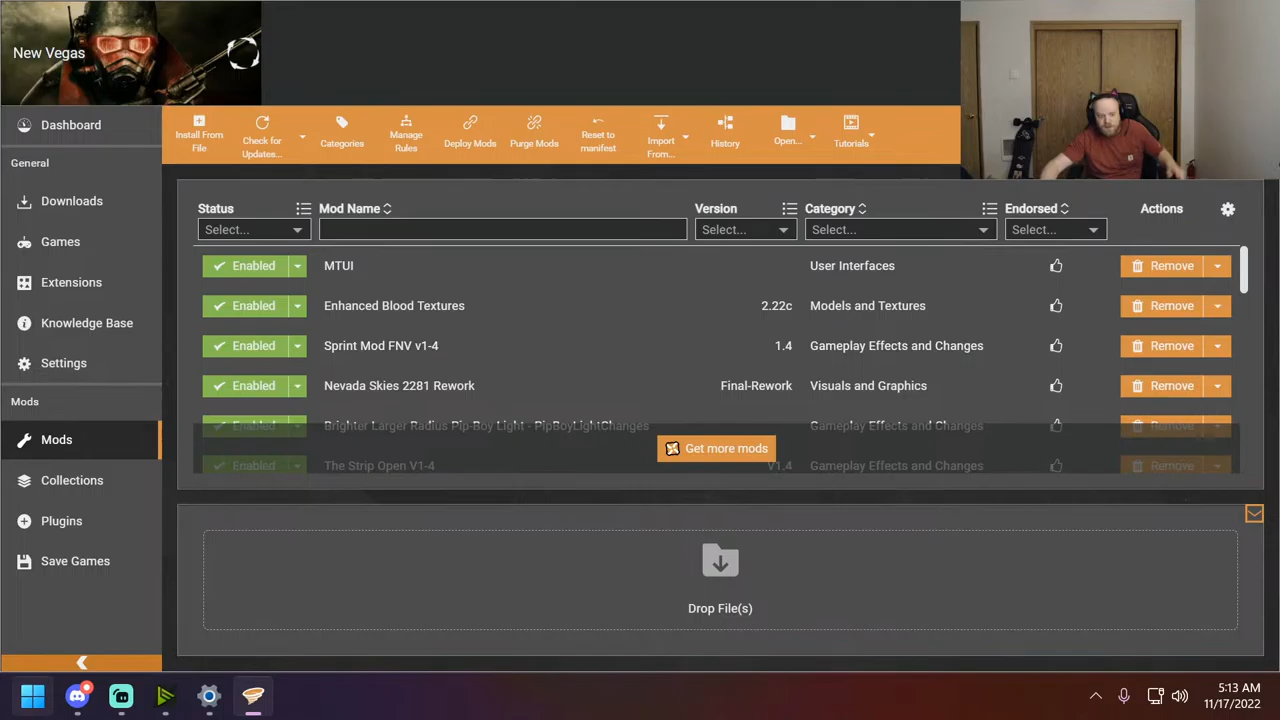 New Vegas
Dashboard
General
Downloads
Games
Extensions
Knowledge Base
Settings
Mods
Mods
Collections
Plugins
Save Games
Install From File
Check for Updates...
Categories
Manage Rules
Deploy Mods
Purge Mods
Reset to manifest
Import From...
History
Open...
Tutorials
Status Mod Name Version Category Endorsed Actions
Select... Select... Select... Select...
Enabled MTUI User Interfaces Remove
Enabled Enhanced Blood Textures 2.22c Models and Textures Remove
Enabled Sprint Mod FNV v1-4 1.4 Gameplay Effects and Changes Remove
Enabled Nevada Skies 2281 Rework Final-Rework Visuals and Graphics Remove
Enabled Brighter Larger Radius Pip-Boy Light - PipBoyLightChanges Gameplay Effects and Changes Remove
Get more mods
Enabled The Strip Open V1-4 V1.4 Gameplay Effects and Changes Remove
Drop File(s)
5:13 AM
11/17/2022